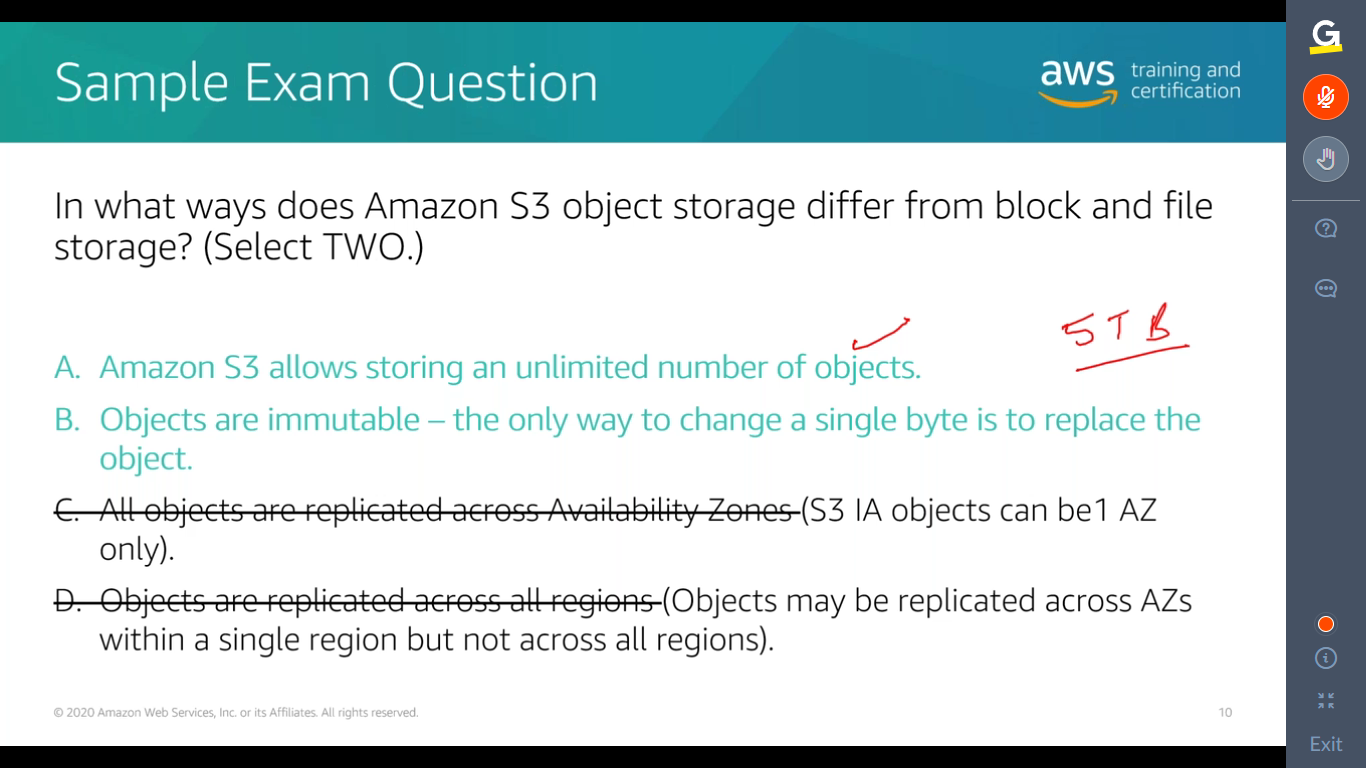 Sample Exam Question
aws training and
certification
In what ways does Amazon S3 object storage differ from block and file
storage? (Select TWO.)
5TB
A. Amazon S3 allows storing an unlimited number of objects.
B. Objects are immutable – the only way to change a single byte is to replace the
object.
C. All objects are replicated across Availability Zones (S3 IA objects can be1 AZ
only).
D. Objects are replicated across all regions (Objects may be replicated across AZs
within a single region but not across all regions).
© 2020 Amazon Web Services, Inc. or its Affiliates. All rights reserved.
10
G
Exit